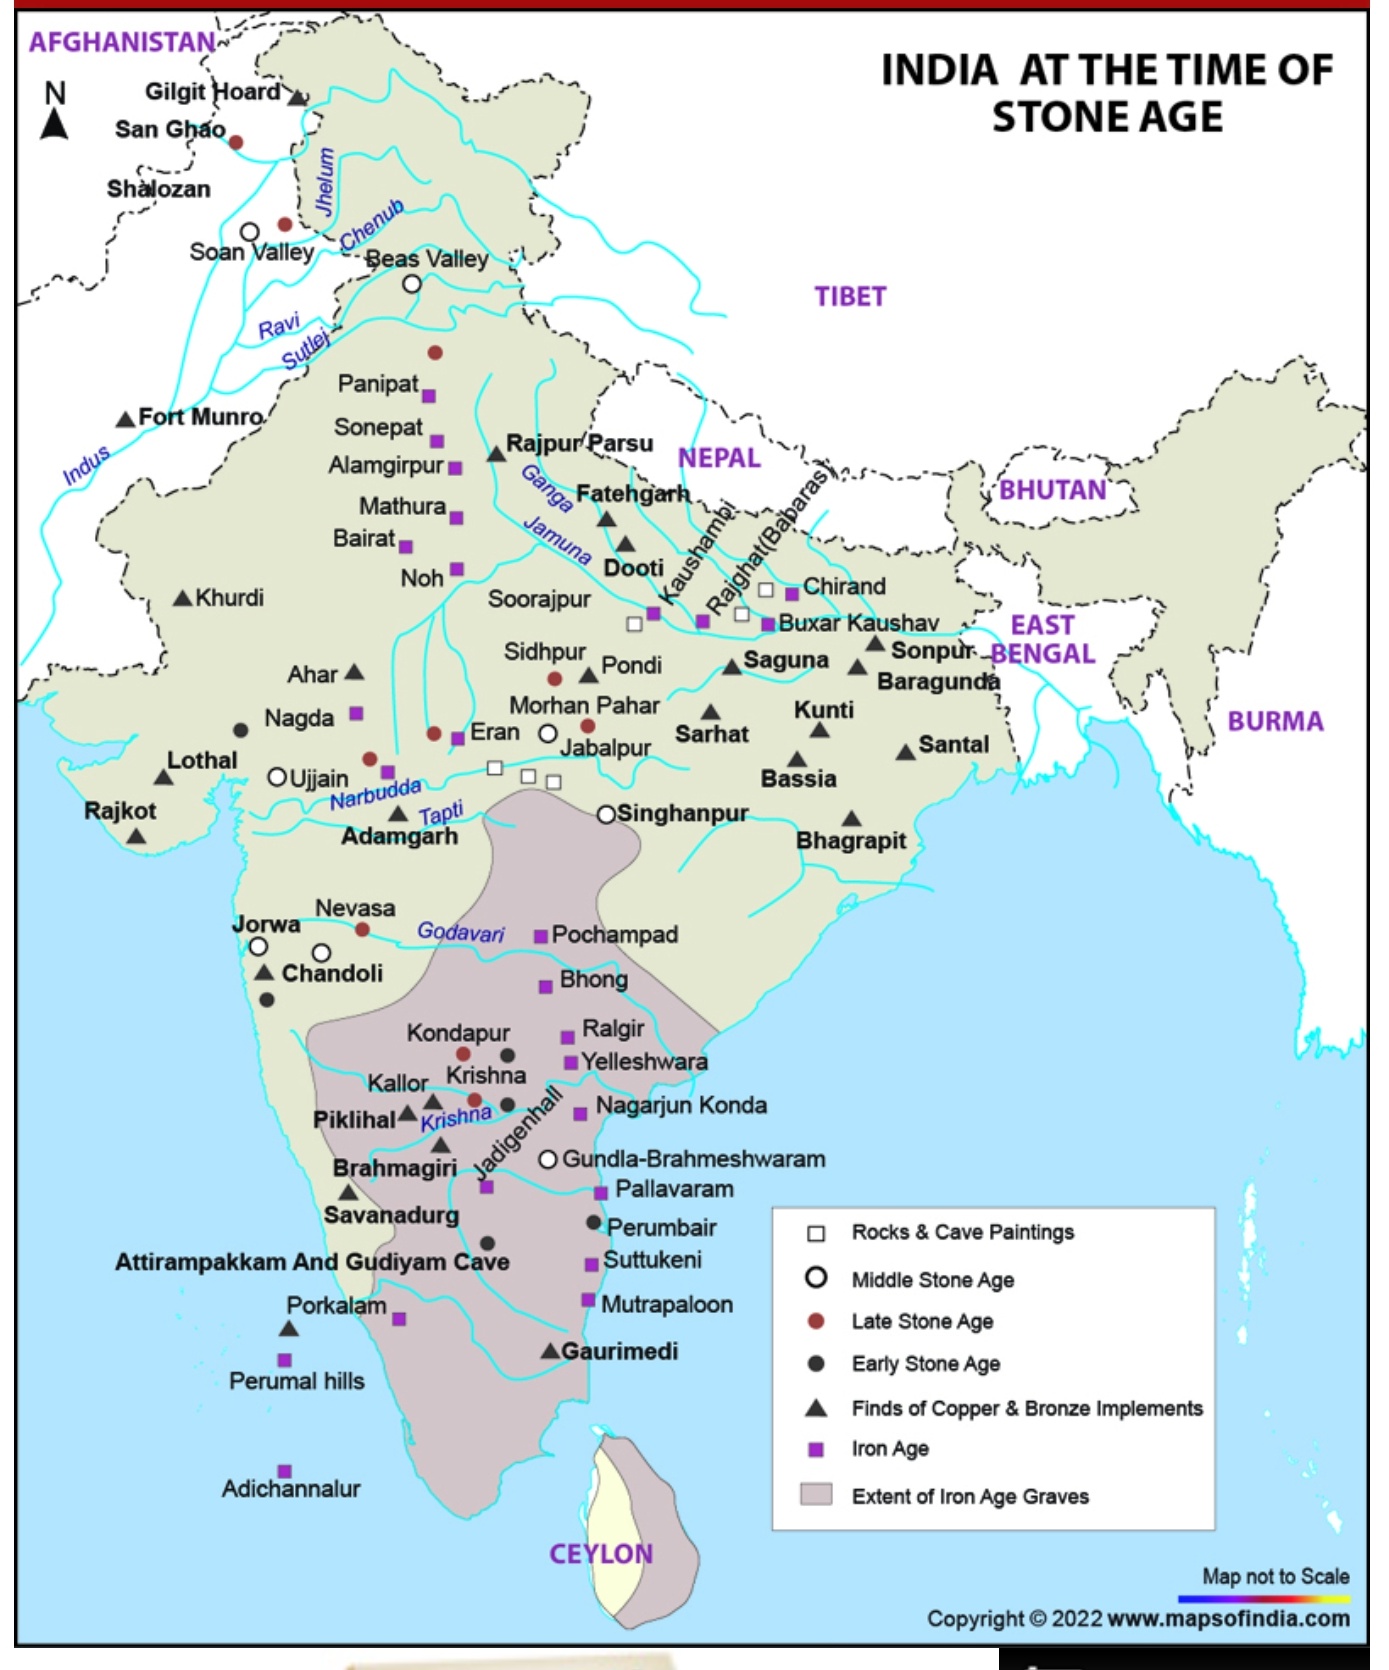 AFGHANISTAN
INDIA AT THE TIME OF
STONE AGE
N
Gilgit Hoard
San Ghao
Shalozan
Jhelum
Chenub
Soan Valley
Beas Valley
TIBET
Ravi
Sutlej
Panipat
Fort Munro
Sonepat
Rajpur Parsu
NEPAL
Alamgirpur
Indus
Ganga
BHUTAN
Fatehgarh
Mathura
Jamuna
Kaushambi
Rajghat(Babaras)
Bairat
Dooti
Noh
Khurdi
Soorajpur
Chirand
Buxar Kaushav
EAST
BENGAL
Sidhpur
Pondi
Saguna
Sonpur
Ahar
Baragunda
Nagda
Morhan Pahar
Kunti
BURMA
Eran
Sarhat
Jabalpur
Santal
Lothal
Ujjain
Bassia
Narbudda
Rajkot
Tapti
Singhanpur
Adamgarh
Bhagrapit
Nevasa
Jorwa
Godavari
Pochampad
Chandoli
Bhong
Kondapur
Ralgir
Yelleshwara
Krishna
Kallor
Nagarjun Konda
Piklihal
Krishna
Jadigenhall
Brahmagiri
Gundla-Brahmeshwaram
Pallavaram
Savanadurg
Perumbair
Attirampakkam And Gudiyam Cave
Suttukeni
Porkalam
Mutrapaloon
Gaurimedi
Perumal hills
Adichannalur
Rocks & Cave Paintings
Middle Stone Age
Late Stone Age
Early Stone Age
Finds of Copper & Bronze Implements
Iron Age
Extent of Iron Age Graves
CEYLON
Map not to Scale
Copyright © 2022 www.mapsofindia.com